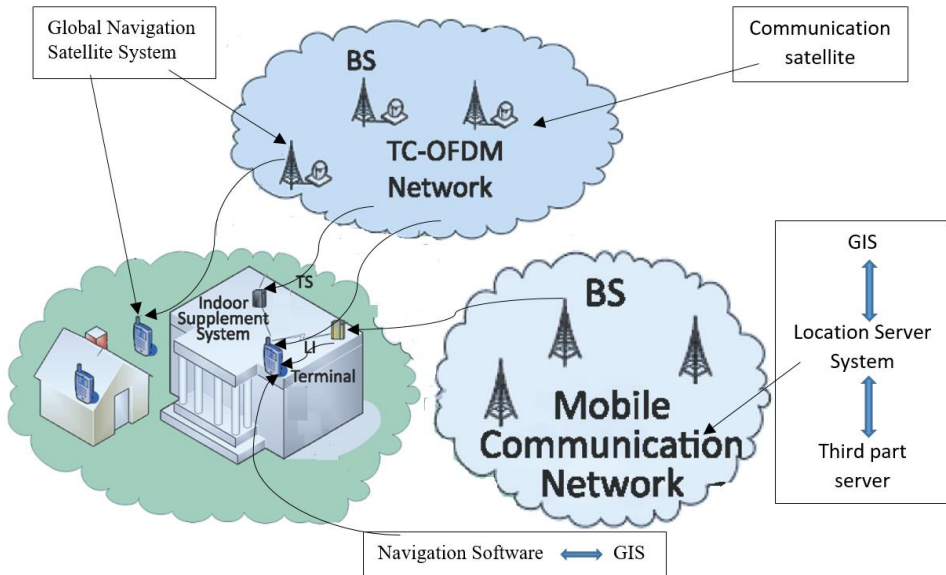 Global Navigation
Satellite System
Communication
satellite
BS
TC-OFDM
Network
TS
Indoor
Supplement
System
LI
Terminal
BS
Mobile
Communication
Network
GIS
Location Server
System
Third part
server
Navigation Software
GIS